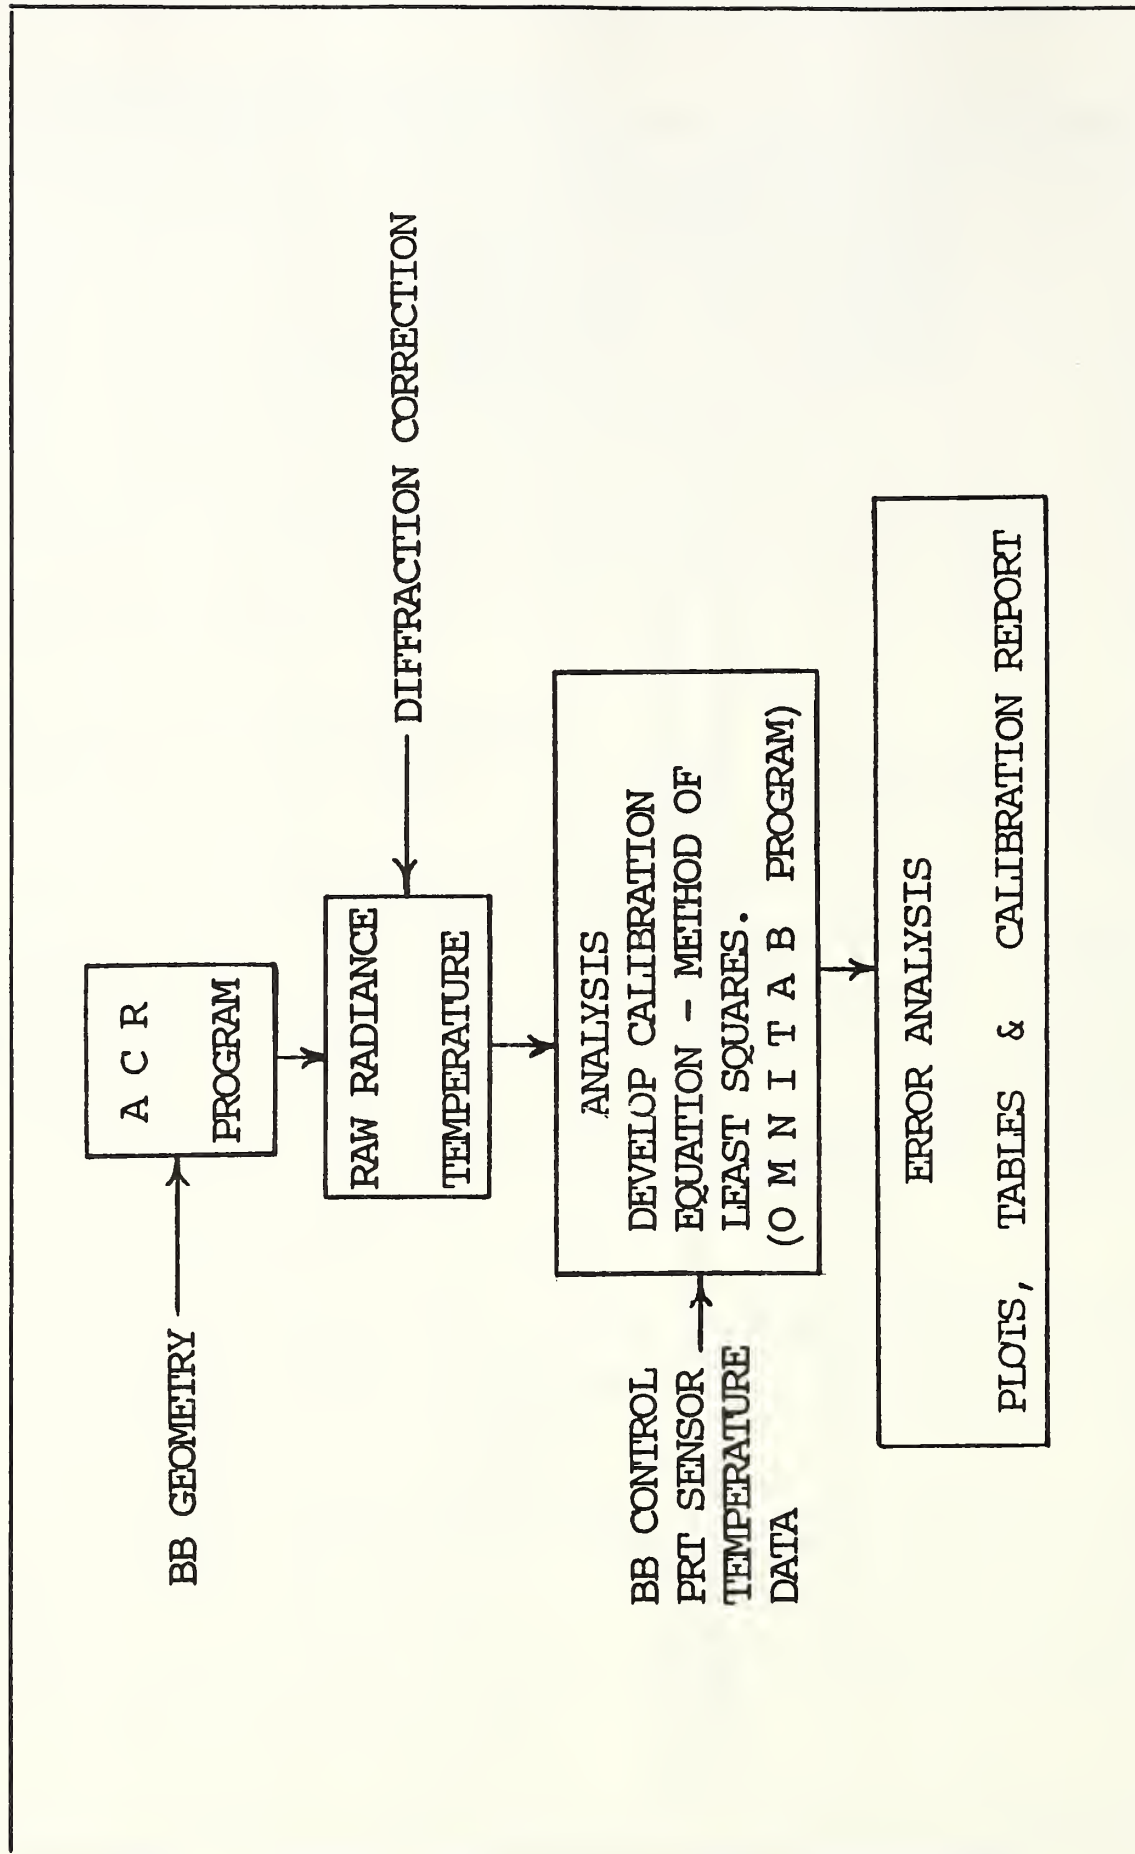 A C R
PROGRAM
BB GEOMETRY
RAW RADIANCE
TEMPERATURE
DIFFRACTION CORRECTION
ANALYSIS
DEVELOP CALIBRATION
EQUATION - METHOD OF
LEAST SQUARES.
(O M N I T A B PROGRAM)
BB CONTROL
PRT SENSOR
TEMPERATURE
DATA
ERROR ANALYSIS
PLOTS, TABLES & CALIBRATION REPORT